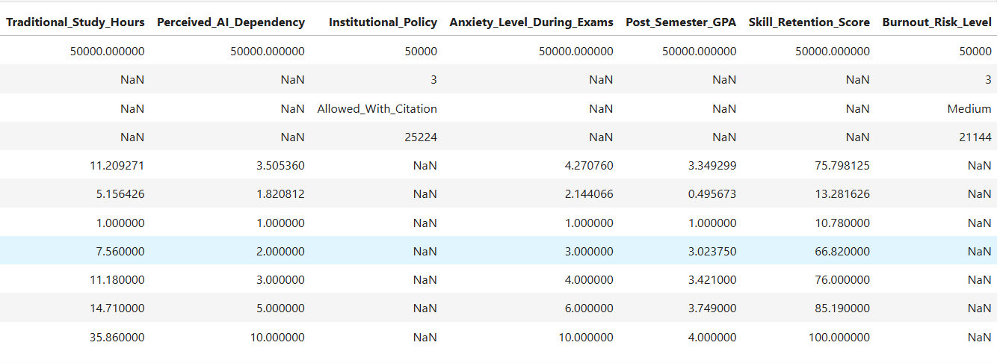 Traditional_Study_Hours Perceived_AI_Dependency Institutional_Policy Anxiety_Level_During_Exams Post_Semester_GPA Skill_Retention_Score Burnout_Risk_Level
50000.000000 50000.000000 50000 50000.000000 50000.000000 50000.000000 50000
NaN NaN 3 NaN NaN NaN 3
NaN NaN Allowed_With_Citation NaN NaN NaN Medium
NaN NaN 25224 NaN NaN NaN 21144
11.209271 3.505360 NaN 4.270760 3.349299 75.798125 NaN
5.156426 1.820812 NaN 2.144066 0.495673 13.281626 NaN
1.000000 1.000000 NaN 1.000000 1.000000 10.780000 NaN
7.560000 2.000000 NaN 3.000000 3.023750 66.820000 NaN
11.180000 3.000000 NaN 4.000000 3.421000 76.000000 NaN
14.710000 5.000000 NaN 6.000000 3.749000 85.190000 NaN
35.860000 10.000000 NaN 10.000000 4.000000 100.000000 NaN